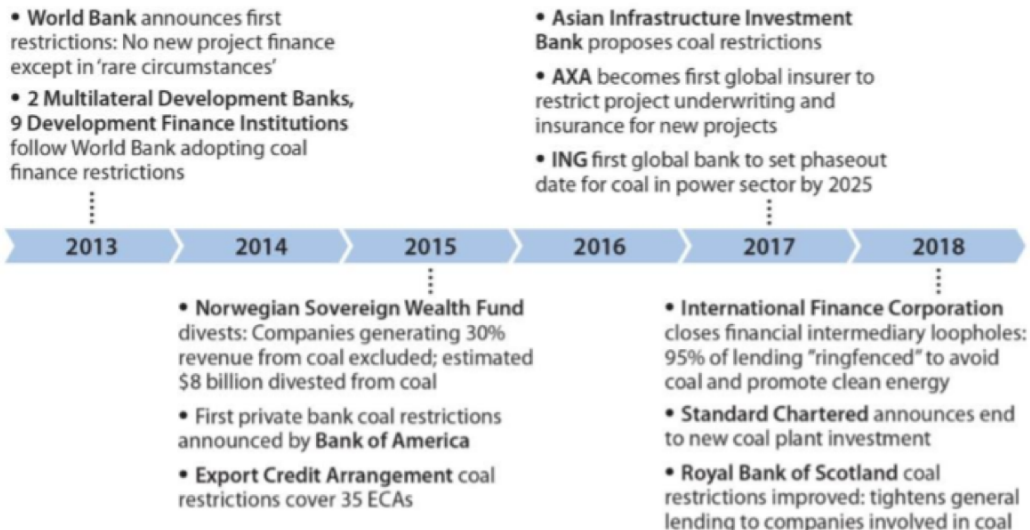 • World Bank announces first
restrictions: No new project finance
except in 'rare circumstances'
• 2 Multilateral Development Banks,
9 Development Finance Institutions
follow World Bank adopting coal
finance restrictions
• Asian Infrastructure Investment
Bank proposes coal restrictions
• AXA becomes first global insurer to
restrict project underwriting and
insurance for new projects
• ING first global bank to set phaseout
date for coal in power sector by 2025
2013 2014 2015 2016 2017 2018
• Norwegian Sovereign Wealth Fund
divests: Companies generating 30%
revenue from coal excluded; estimated
$8 billion divested from coal
• First private bank coal restrictions
announced by Bank of America
• Export Credit Arrangement coal
restrictions cover 35 ECAs
• International Finance Corporation
closes financial intermediary loopholes:
95% of lending "ringfenced" to avoid
coal and promote clean energy
• Standard Chartered announces end
to new coal plant investment
• Royal Bank of Scotland coal
restrictions improved: tightens general
lending to companies involved in coal